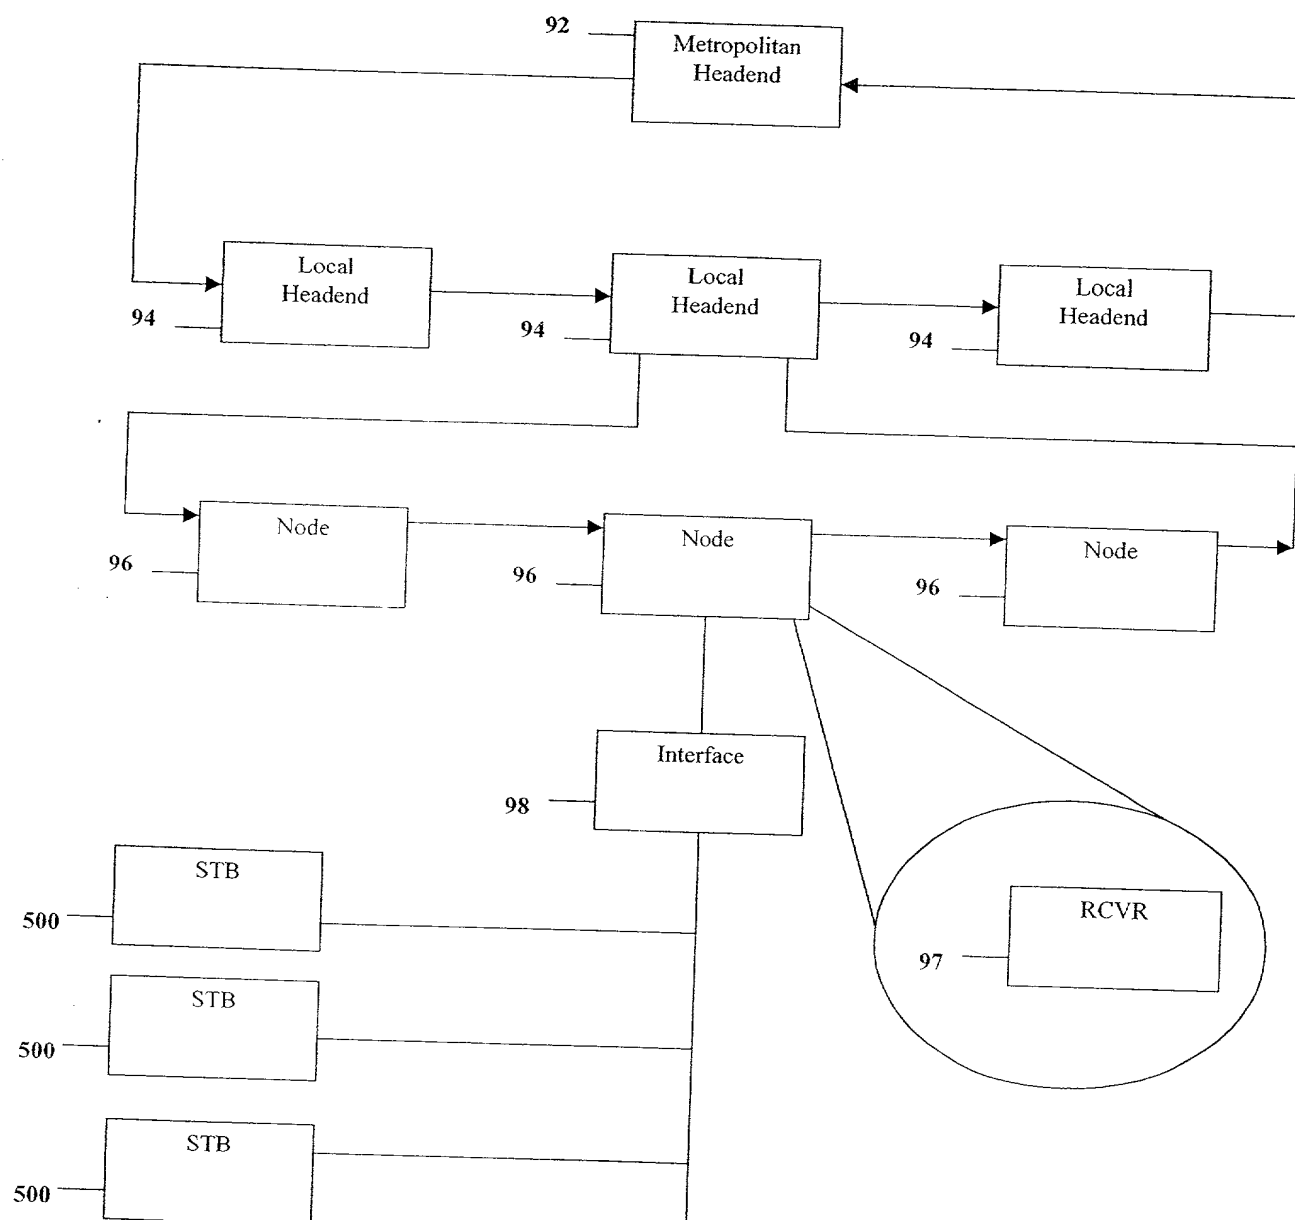 92
Metropolitan
Headend
Local
Headend
94
Local
Headend
94
Local
Headend
94
Node
96
Node
96
Node
96
Interface
98
STB
500
RCVR
97
STB
500
STB
500